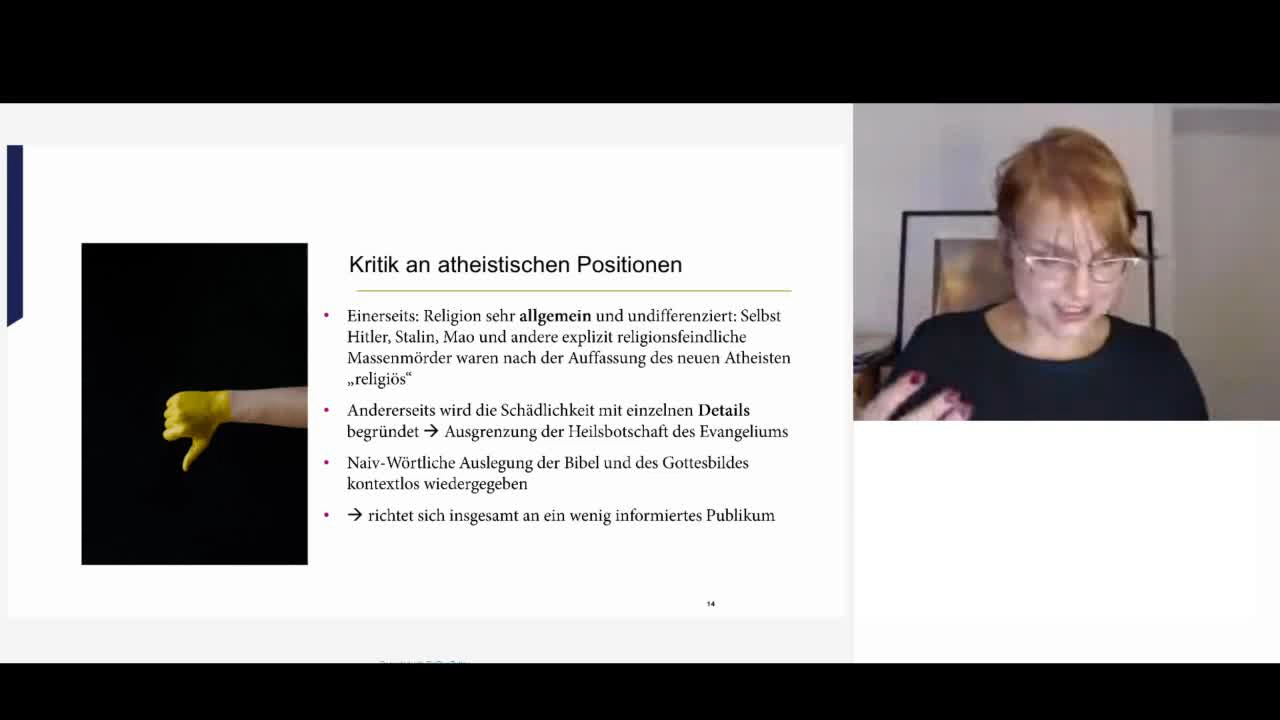 Kritik an atheistischen Positionen
• Einerseits: Religion sehr allgemein und undifferenziert: Selbst
Hitler, Stalin, Mao und andere explizit religionsfeindliche
Massenmörder waren nach der Auffassung des neuen Atheisten
„religiös“
• Andererseits wird die Schädlichkeit mit einzelnen Details
begründet → Ausgrenzung der Heilsbotschaft des Evangeliums
• Naiv-Wörtliche Auslegung der Bibel und des Gottesbildes
kontextlos wiedergegeben
• → richtet sich insgesamt an ein wenig informiertes Publikum
14